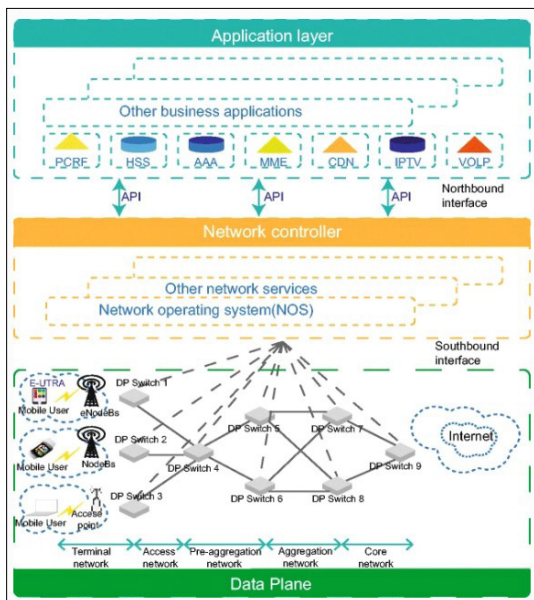 Application layer
Other business applications
PCRF HSS AAA MME CDN IPTV VOLP
API API API
Northbound
interface
Network controller
Other network services
Network operating system(NOS)
Southbound
interface
E-UTRA
Mobile User
eNodeBs
DP Switch 1
Mobile User
NodeBs
DP Switch 2
Mobile User
Access
point
DP Switch 3
DP Switch 4
DP Switch 5
DP Switch 6
DP Switch 7
DP Switch 8
DP Switch 9
Internet
Terminal
network
Access
network
Pre-aggregation
network
Aggregation
network
Core
network
Data Plane